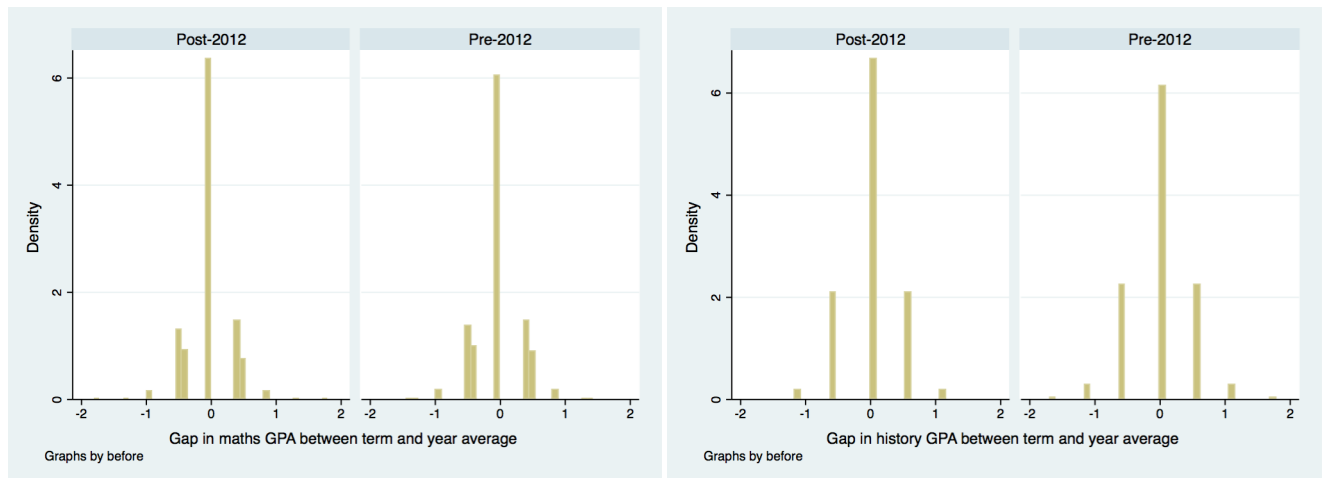 Post-2012
Pre-2012
6
4
2
0
Density
-2 -1 0 1 2
-2 -1 0 1 2
Gap in maths GPA between term and year average
Graphs by before
Post-2012
Pre-2012
6
4
2
0
Density
-2 -1 0 1 2
-2 -1 0 1 2
Gap in history GPA between term and year average
Graphs by before